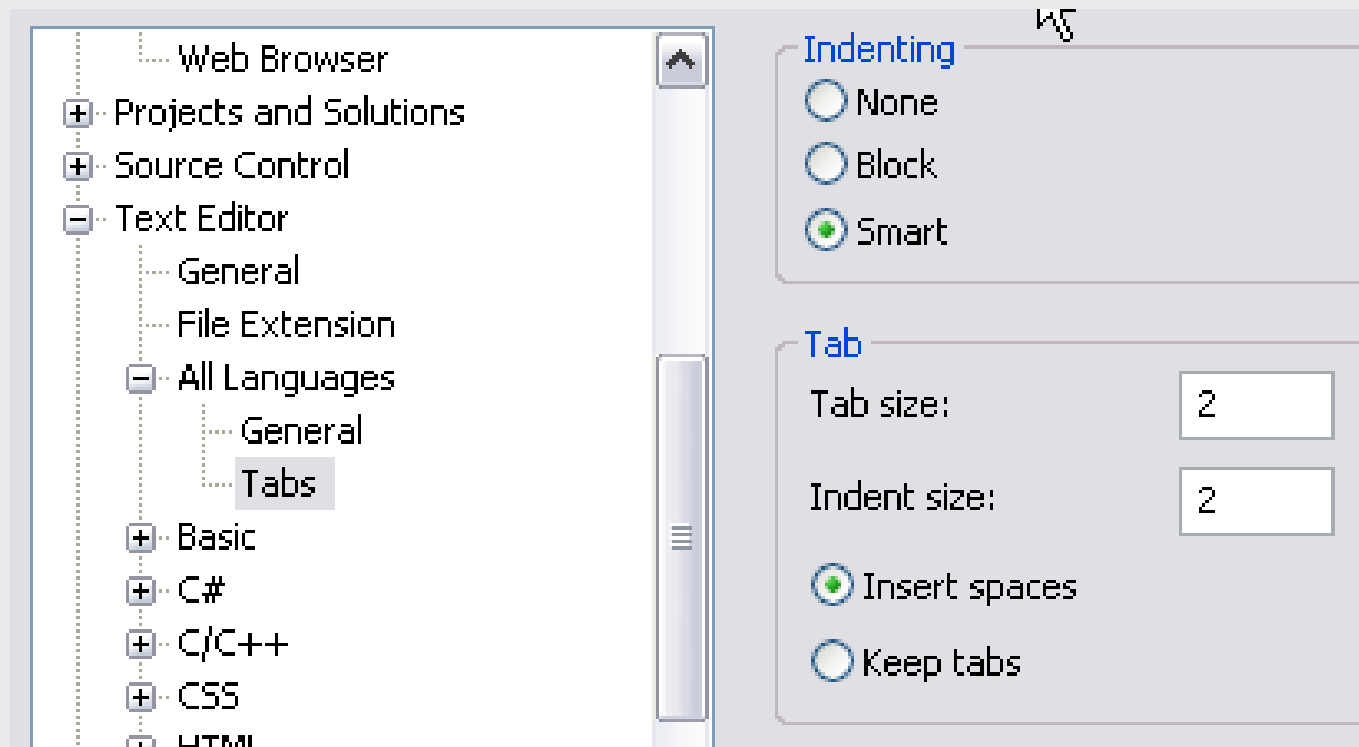 Web Browser
Projects and Solutions
Source Control
Text Editor
General
File Extension
All Languages
General
Tabs
Basic
C#
C/C++
CSS
HTML
Indenting
None
Block
Smart
Tab
Tab size: 2
Indent size: 2
Insert spaces
Keep tabs